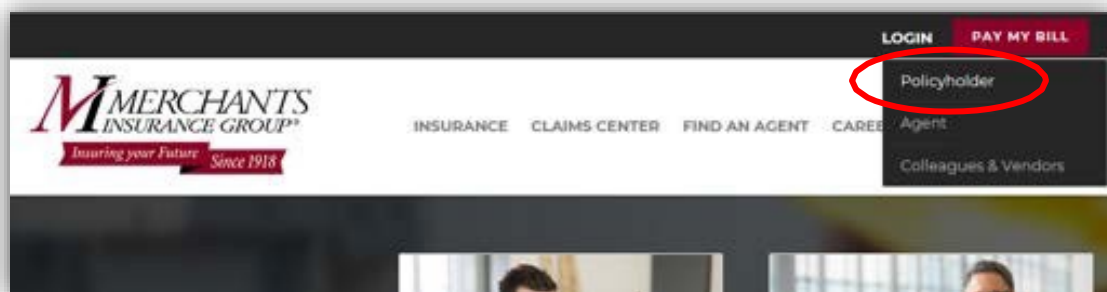 LOGIN PAY MY BILL
Policyholder
Agent
Colleagues & Vendors
MERCHANTS
INSURANCE GROUP®
Insuring your Future Since 1918
INSURANCE CLAIMS CENTER FIND AN AGENT CAREE